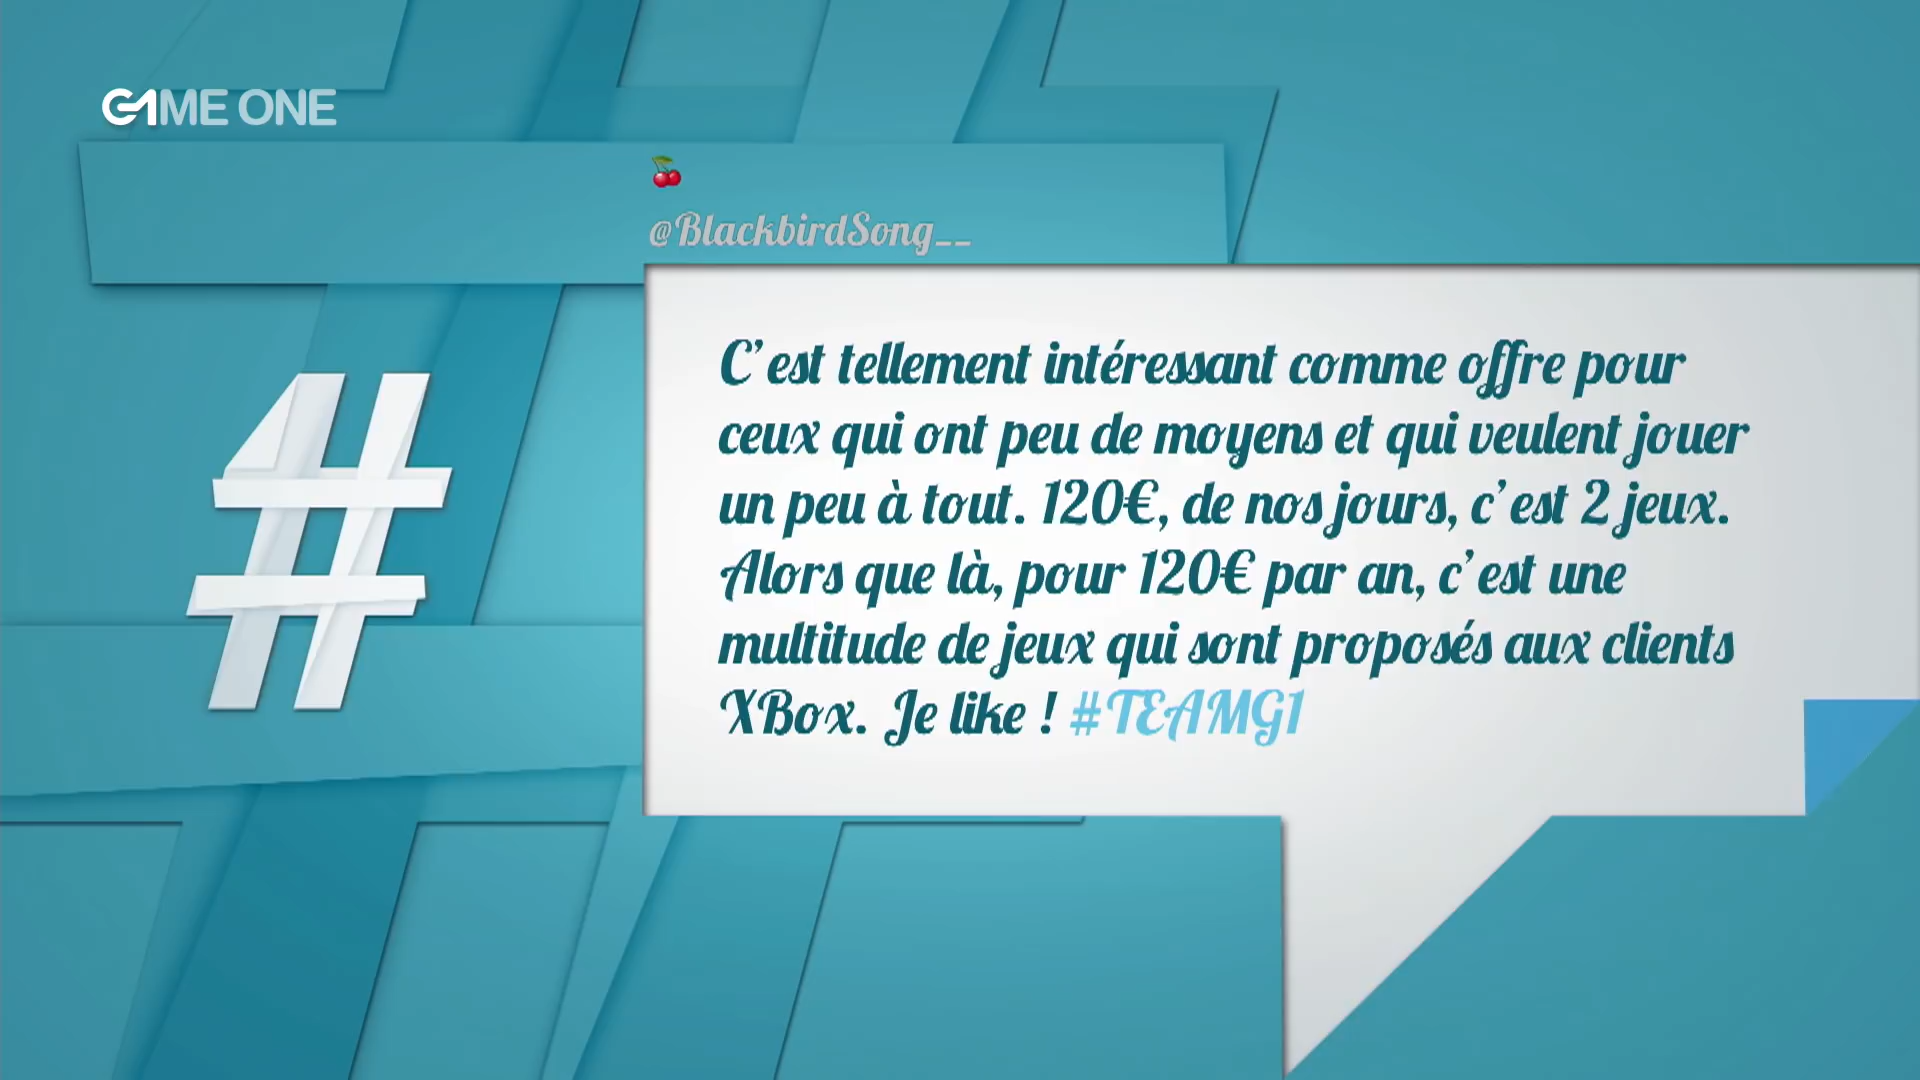 GAME ONE
@BlackbirdSong__
C'est tellement intéressant comme offre pour
ceux qui ont peu de moyens et qui veulent jouer
un peu à tout. 120€, de nos jours, c'est 2 jeux.
Alors que là, pour 120€ par an, c'est une
multitude de jeux qui sont proposés aux clients
XBox. Je like ! #TEAMG1